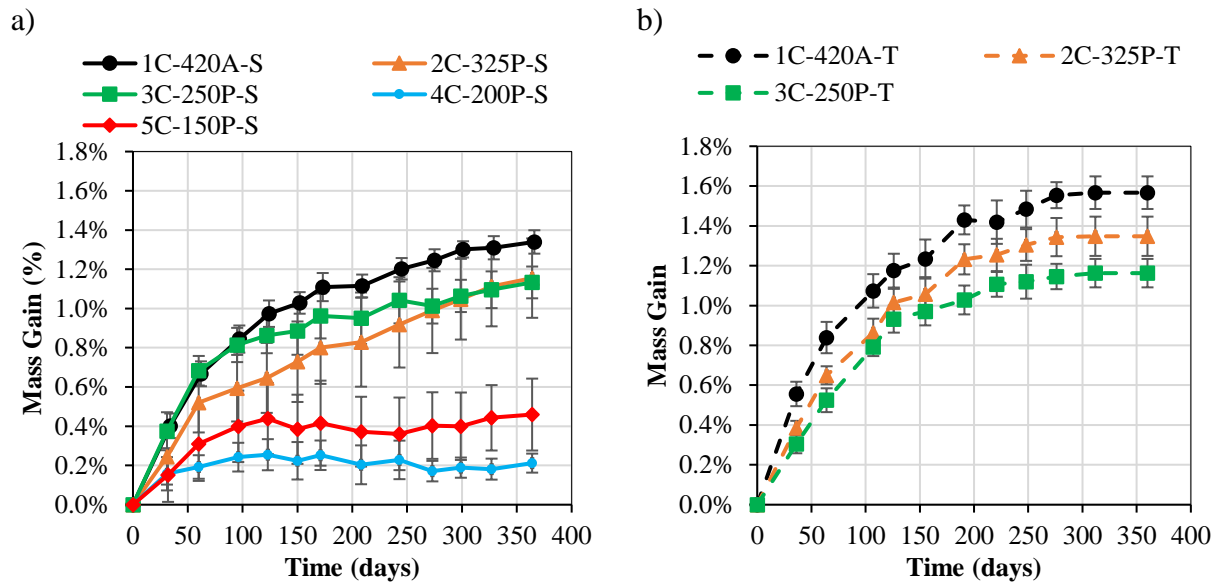 a)
1C-420A-S 2C-325P-S
3C-250P-S 4C-200P-S
5C-150P-S
1.8%
1.6%
1.4%
1.2%
1.0%
0.8%
0.6%
0.4%
0.2%
0.0%
Mass Gain (%)
0 50 100 150 200 250 300 350 400
Time (days)
b)
1C-420A-T 2C-325P-T
3C-250P-T
1.8%
1.6%
1.4%
1.2%
1.0%
0.8%
0.6%
0.4%
0.2%
0.0%
Mass Gain
0 50 100 150 200 250 300 350 400
Time (days)